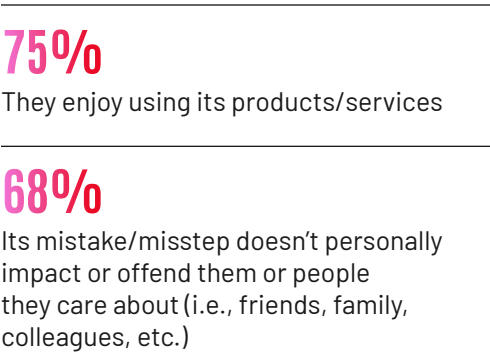 75%
They enjoy using its products/services
68%
Its mistake/misstep doesn’t personally
impact or offend them or people
they care about (i.e., friends, family,
colleagues, etc.)